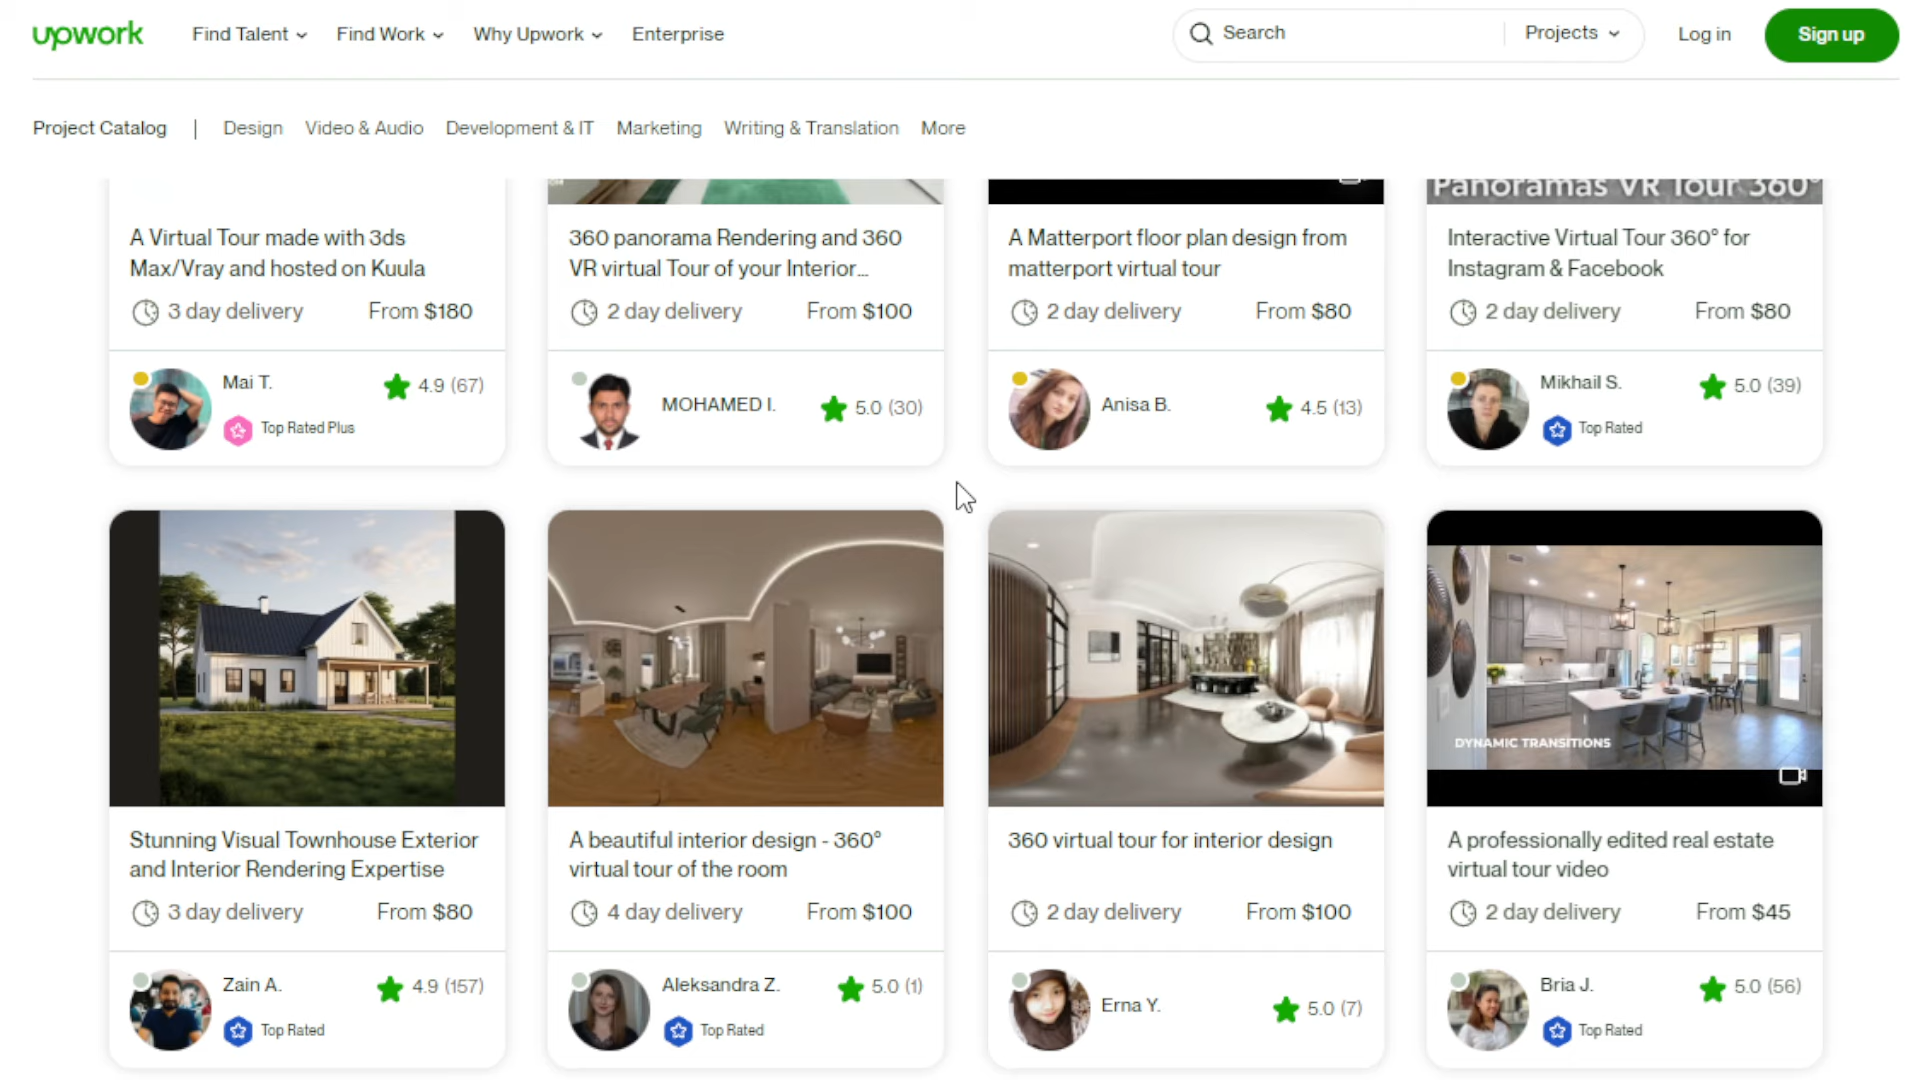 upwork
Find Talent
Find Work
Why Upwork
Enterprise
Search
Projects
Log in
Sign up
Project Catalog | Design Video & Audio Development & IT Marketing Writing & Translation More
Panoramas VR Tour 360°
A Virtual Tour made with 3ds
Max/Vray and hosted on Kuula
3 day delivery From $180
Mai T. 4.9 (67)
Top Rated Plus
360 panorama Rendering and 360
VR virtual Tour of your Interior...
2 day delivery From $100
MOHAMED I. 5.0 (30)
A Matterport floor plan design from
matterport virtual tour
2 day delivery From $80
Anisa B. 4.5 (13)
Interactive Virtual Tour 360° for
Instagram & Facebook
2 day delivery From $80
Mikhail S. 5.0 (39)
Top Rated
Stunning Visual Townhouse Exterior
and Interior Rendering Expertise
3 day delivery From $80
Zain A. 4.9 (157)
Top Rated
A beautiful interior design - 360°
virtual tour of the room
4 day delivery From $100
Aleksandra Z. 5.0 (1)
Top Rated
360 virtual tour for interior design
2 day delivery From $100
Erna Y. 5.0 (7)
DYNAMIC TRANSITIONS
A professionally edited real estate
virtual tour video
2 day delivery From $45
Bria J. 5.0 (56)
Top Rated